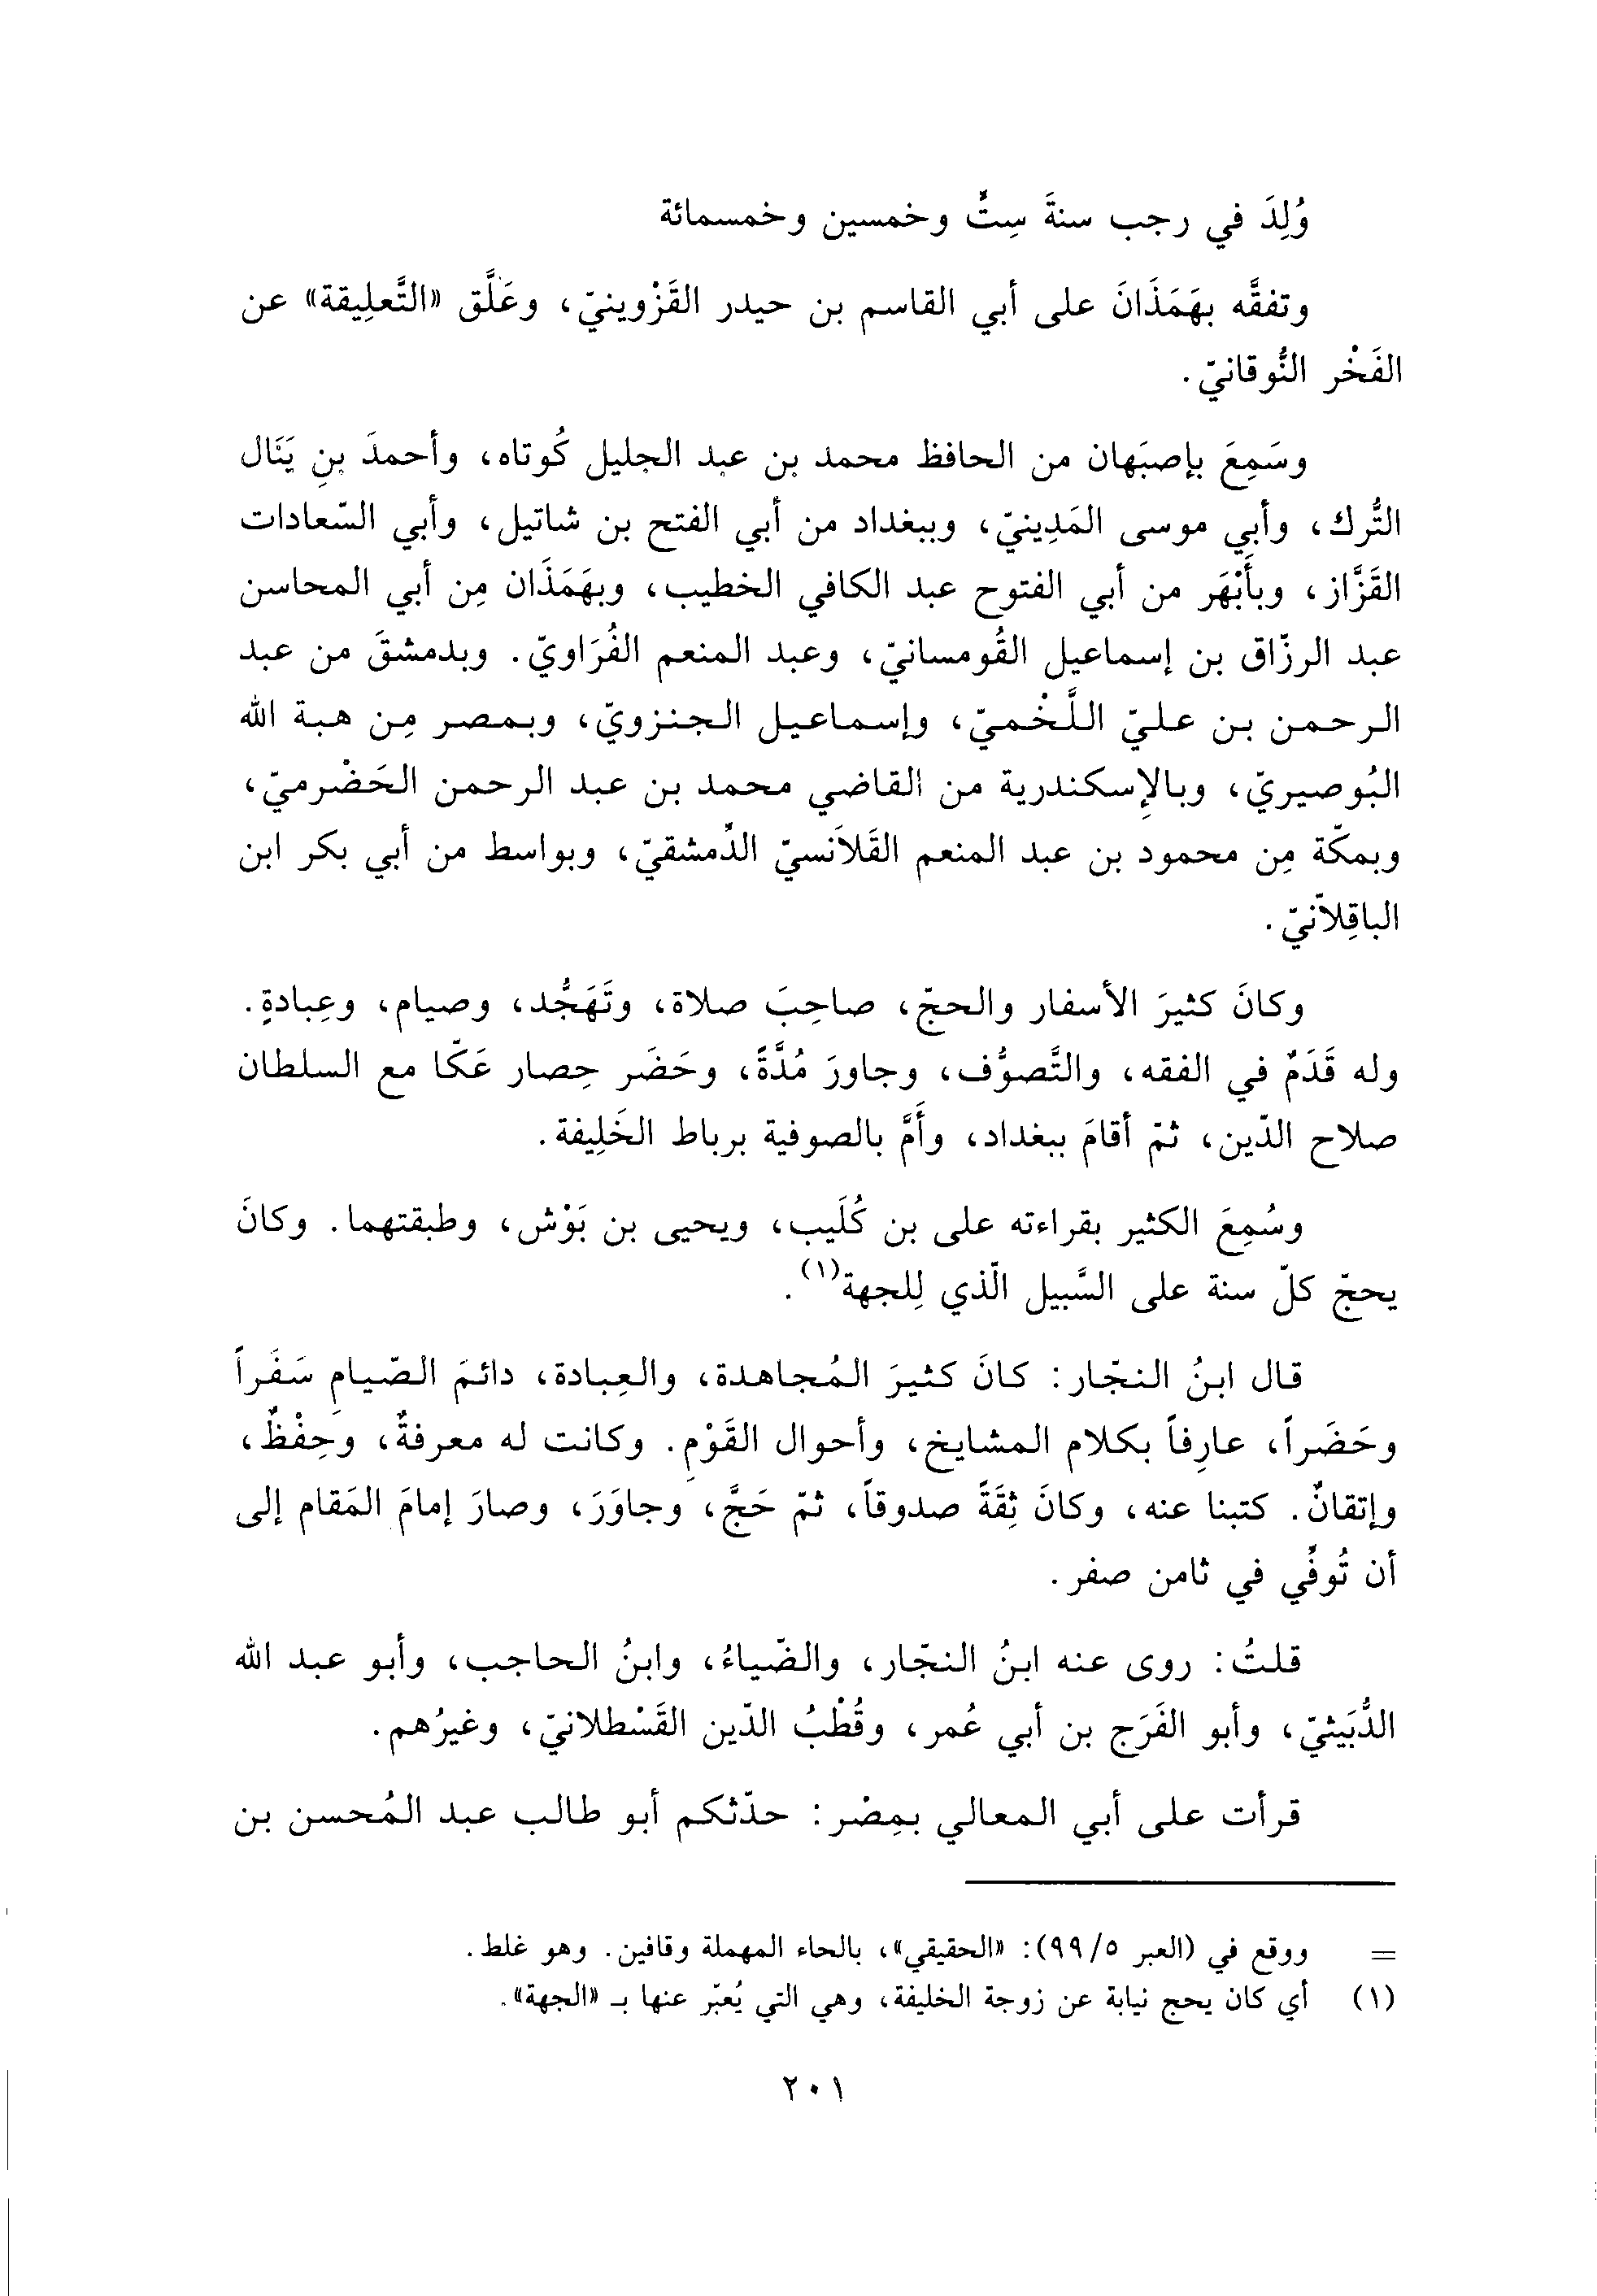 وُلِدَ في رجب سنةَ سِتٍّ وخمسين وخمسمائة
وتفقَّه بهَمَذَانَ على أبي القاسم بن حيدر القَزْوينيّ، وعَلَّق «التَّعلِيقة» عن
الفَخْر النُّوقانيّ.
وسَمِعَ بإصبَهان من الحافظ محمد بن عبد الجليل كُوتاه، وأحمدَ بنِ يَنَال
التُّرك، وأبي موسى المَدِينيّ، وببغداد من أبي الفتح بن شاتيل، وأبي السّعادات
القَزَّاز، وبأَبْهَر من أبي الفتوح عبد الكافي الخطيب، وبهَمَذَان مِن أبي المحاسن
عبد الرزّاق بن إسماعيل القُومسانيّ، وعبد المنعم الفُرَاويّ. وبدمشقَ من عبد
الرحمن بن عليّ اللَّخْميّ، وإسماعيل الجنزويّ، وبمصر مِن هبة الله
البُوصيريّ، وبالإِسكندرية من القاضي محمد بن عبد الرحمن الحَضْرميّ،
وبمكّة مِن محمود بن عبد المنعم القَلاَنسيّ الدِّمشقيّ، وبواسط من أبي بكر ابن
الباقِلاّنيّ.
وكانَ كثيرَ الأسفار والحجّ، صاحِبَ صلاة، وتَهَجُّد، وصيام، وعِبادةٍ.
وله قَدَمٌ في الفقه، والتَّصوُّف، وجاورَ مُدَّةً، وحَضَر حِصار عَكّا مع السلطان
صلاح الدّين، ثمّ أقامَ ببغداد، وأَمَّ بالصوفية برباط الخَلِيفة.
وسُمِعَ الكثير بقراءته على بن كُلَيب، ويحيى بن بَوْش، وطبقتهما. وكانَ
يحجّ كلّ سنة على السَّبيل الّذي لِلجهة(١).
قال ابنُ النجّار: كانَ كثيرَ المُجاهدة، والعِبادة، دائمَ الصّيامِ سَفَراً
وحَضَراً، عارِفاً بكلام المشايخ، وأحوال القَوْمِ. وكانت له معرفةٌ، وحِفْظٌ،
وإتقانٌ. كتبنا عنه، وكانَ ثِقَةً صدوقاً، ثمّ حَجَّ، وجاوَرَ، وصارَ إمامَ المَقام إلى
أن تُوفِّي في ثامن صفر.
قلتُ: روى عنه ابنُ النجّار، والضّياءُ، وابنُ الحاجب، وأبو عبد الله
الدُّبَيثيّ، وأبو الفَرَج بن أبي عُمر، وقُطْبُ الدّين القَسْطلانيّ، وغيرُهم.
قرأت على أبي المعالي بمِصْر: حدّثكم أبو طالب عبد المُحسن بن
= ووقع في (العبر ٥/٩٩): «الحقيقي»، بالحاء المهملة وقافين. وهو غلط.
(١) أي كان يحج نيابة عن زوجة الخليفة، وهي التي يُعبّر عنها بـ «الجهة».
٢٠١